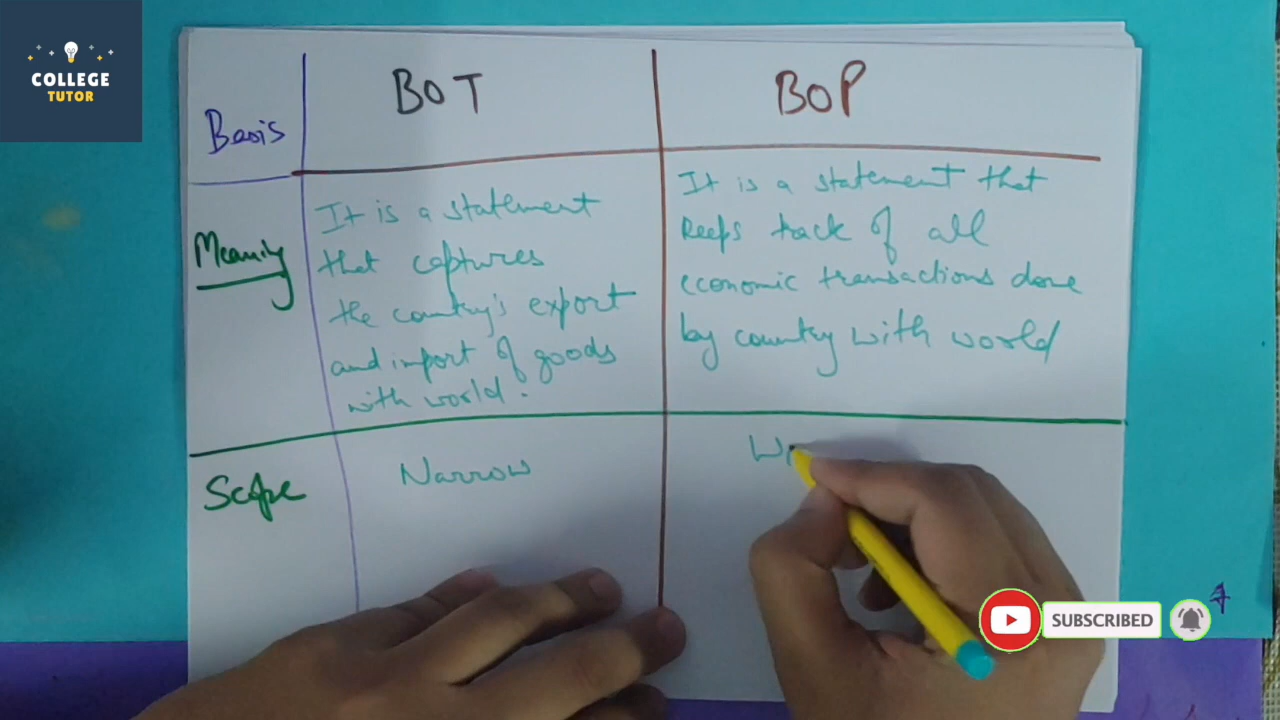 COLLEGE
TUTOR
BOT
BOP
Basis
Meaning
It is a statement
that captures
the country's export
and import of goods
with world.
It is a statement that
keeps track of all
economic transactions done
by country with world
Scope
Narrow
SUBSCRIBED